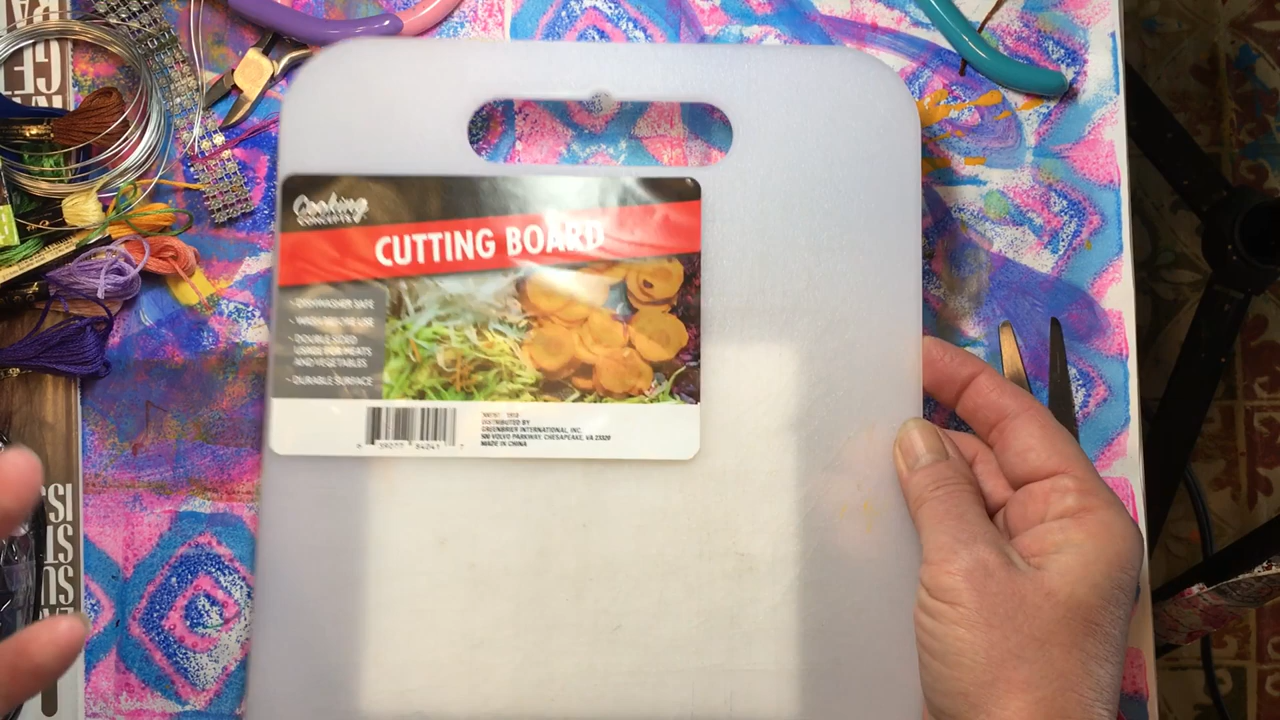 Cooking
CONCEPTS
CUTTING BOARD
- DISHWASHER SAFE
- WASH BEFORE USE
- DOUBLE SIDED
USAGE FOR MEATS
AND VEGETABLES
- DURABLE SURFACE
DISTRIBUTED BY
GREENBRIER INTERNATIONAL, INC.
500 VOLVO PARKWAY, CHESAPEAKE, VA 23320
MADE IN CHINA